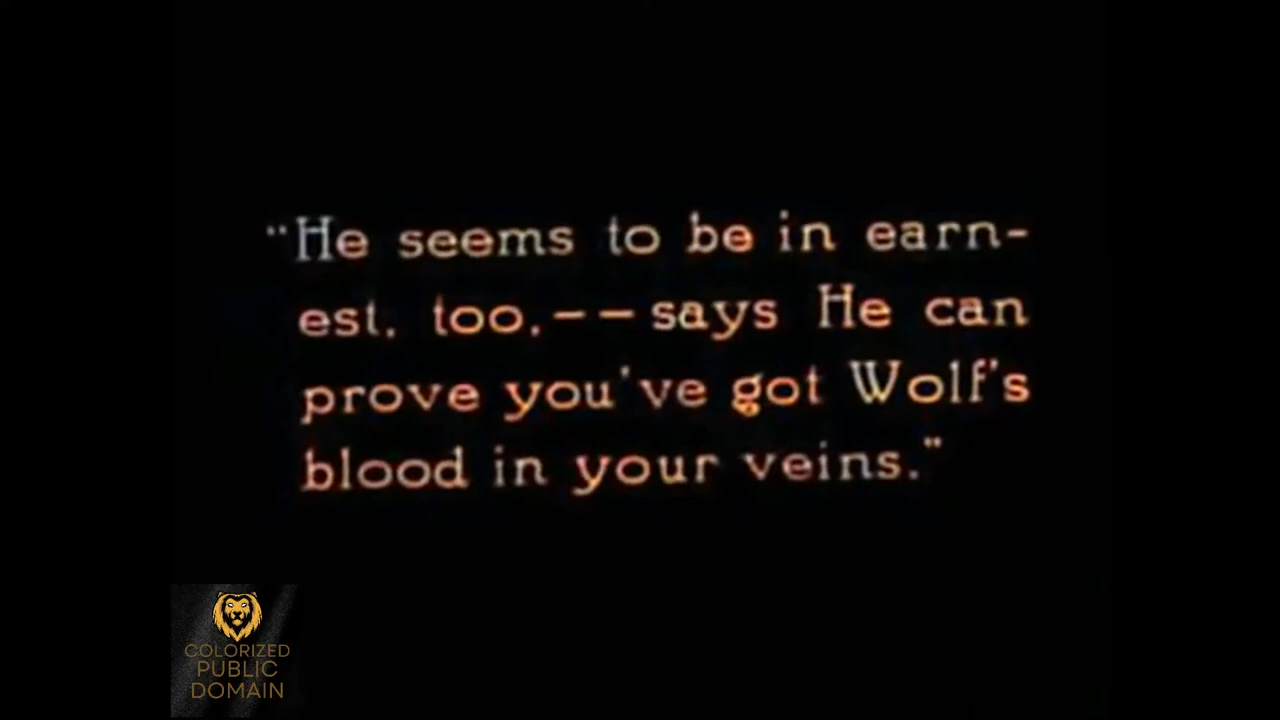 "He seems to be in earn-
est, too,--says He can
prove you've got Wolf's
blood in your veins."
COLORIZED
PUBLIC
DOMAIN